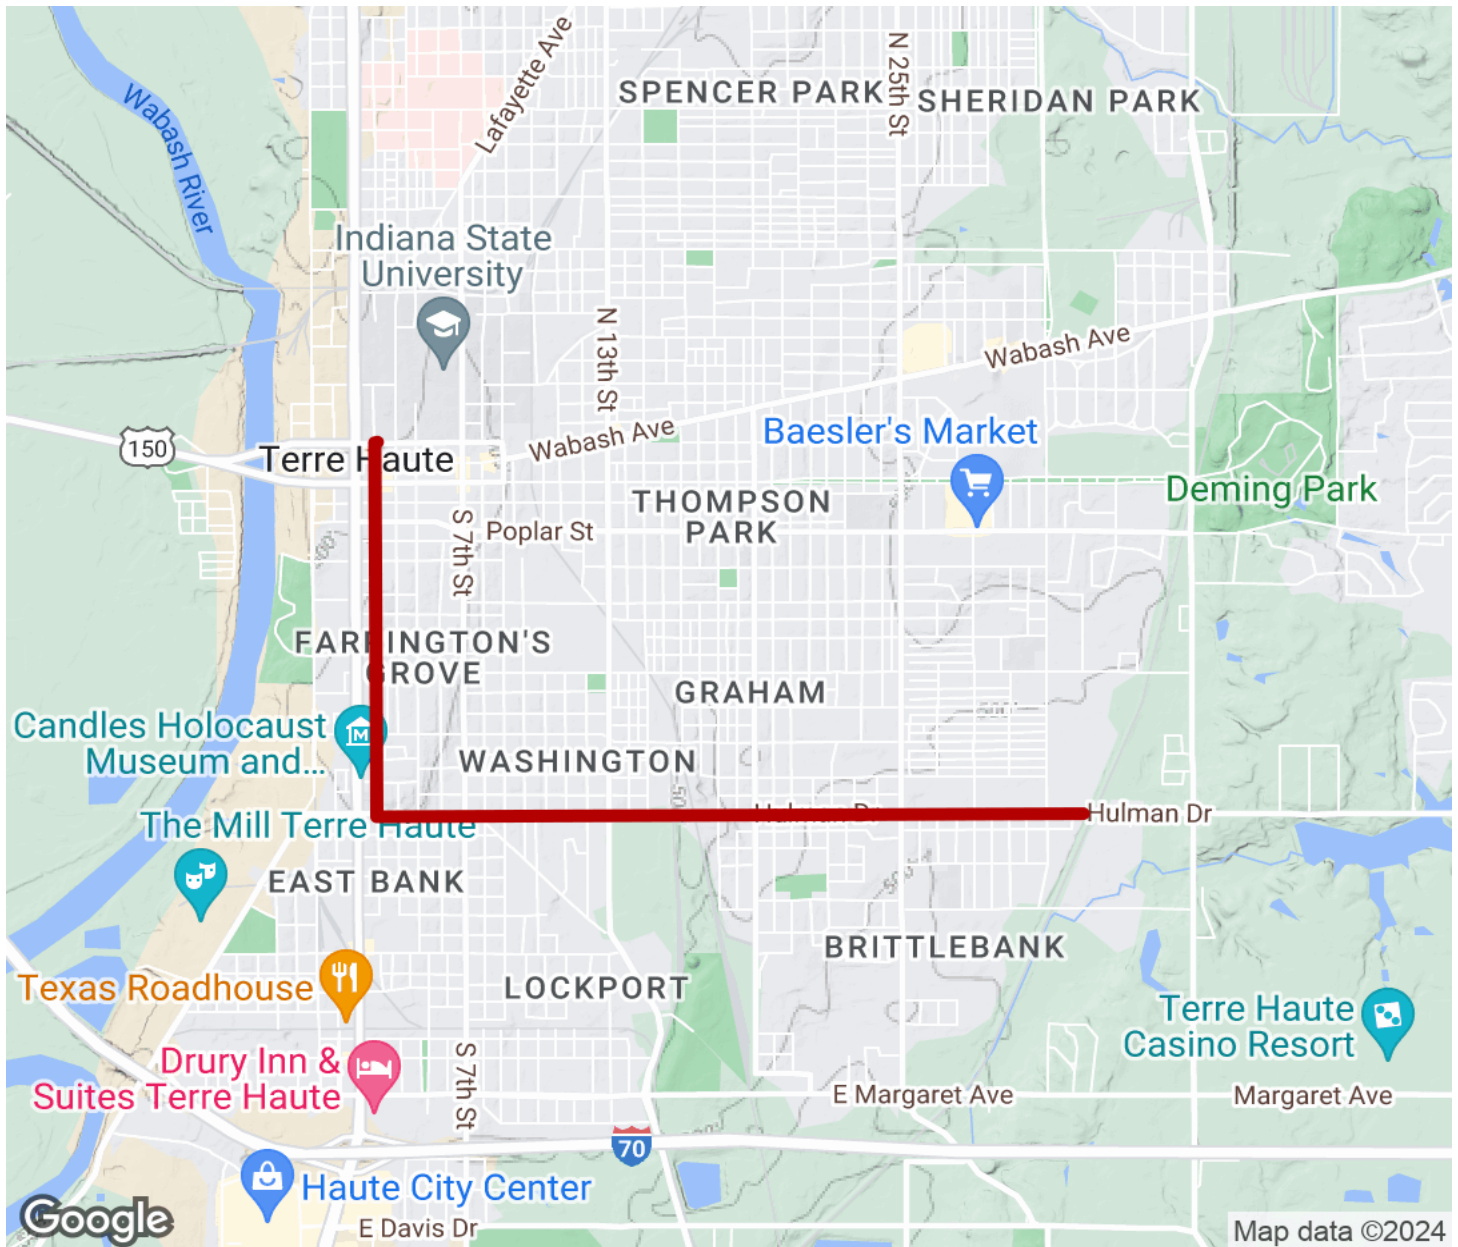 Lafayette Ave
N 25th St
SPENCER PARK
SHERIDAN PARK
Wabash River
Indiana State
University
N 13th St
Wabash Ave
Wabash Ave
150
Terre Haute
Baesler's Market
THOMPSON
PARK
Deming Park
S 7th St
Poplar St
FARRINGTON'S
GROVE
GRAHAM
500'
Candles Holocaust
Museum and...
M
WASHINGTON
Hulman Dr
Hulman Dr
The Mill Terre Haute
EAST BANK
500'
BRITTLEBANK
Texas Roadhouse
LOCKPORT
Terre Haute
Casino Resort
Drury Inn &
Suites Terre Haute
S 7th St
E Margaret Ave
Margaret Ave
70
Haute City Center
E Davis Dr
Google
Map data ©2024